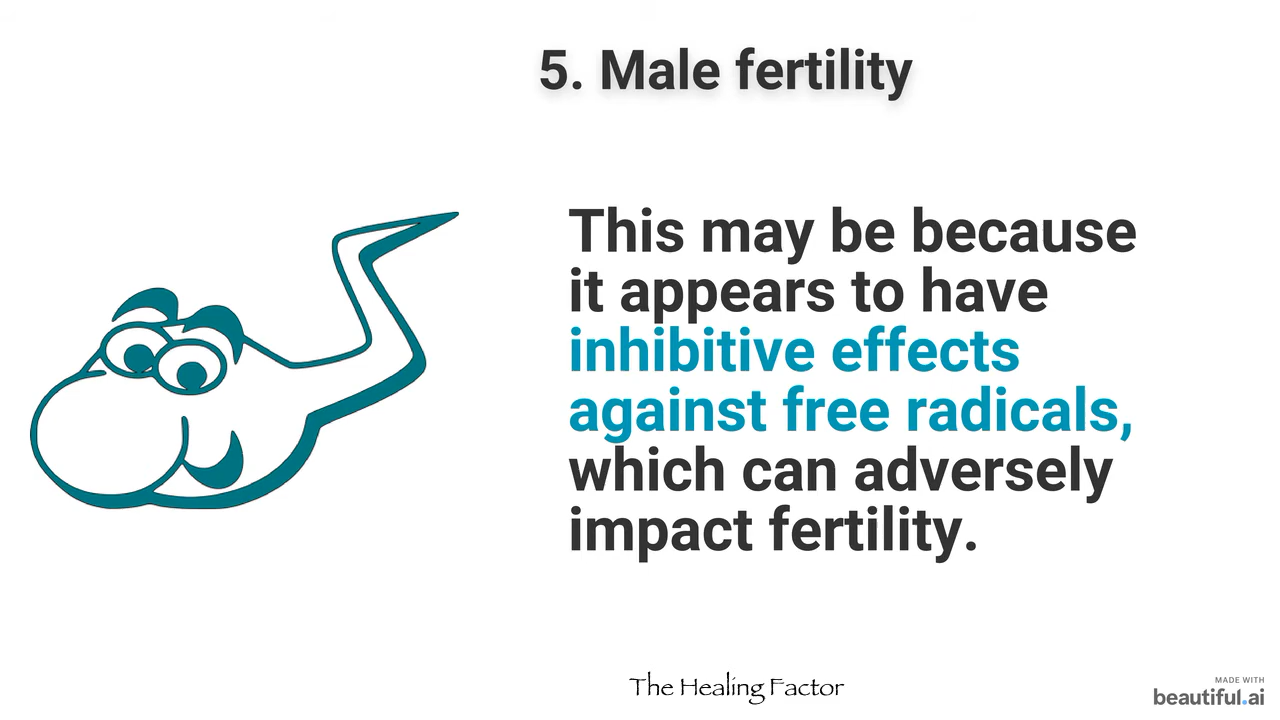 5. Male fertility
This may be because
it appears to have
inhibitive effects
against free radicals,
which can adversely
impact fertility.
The Healing Factor
MADE WITH
beautiful.ai